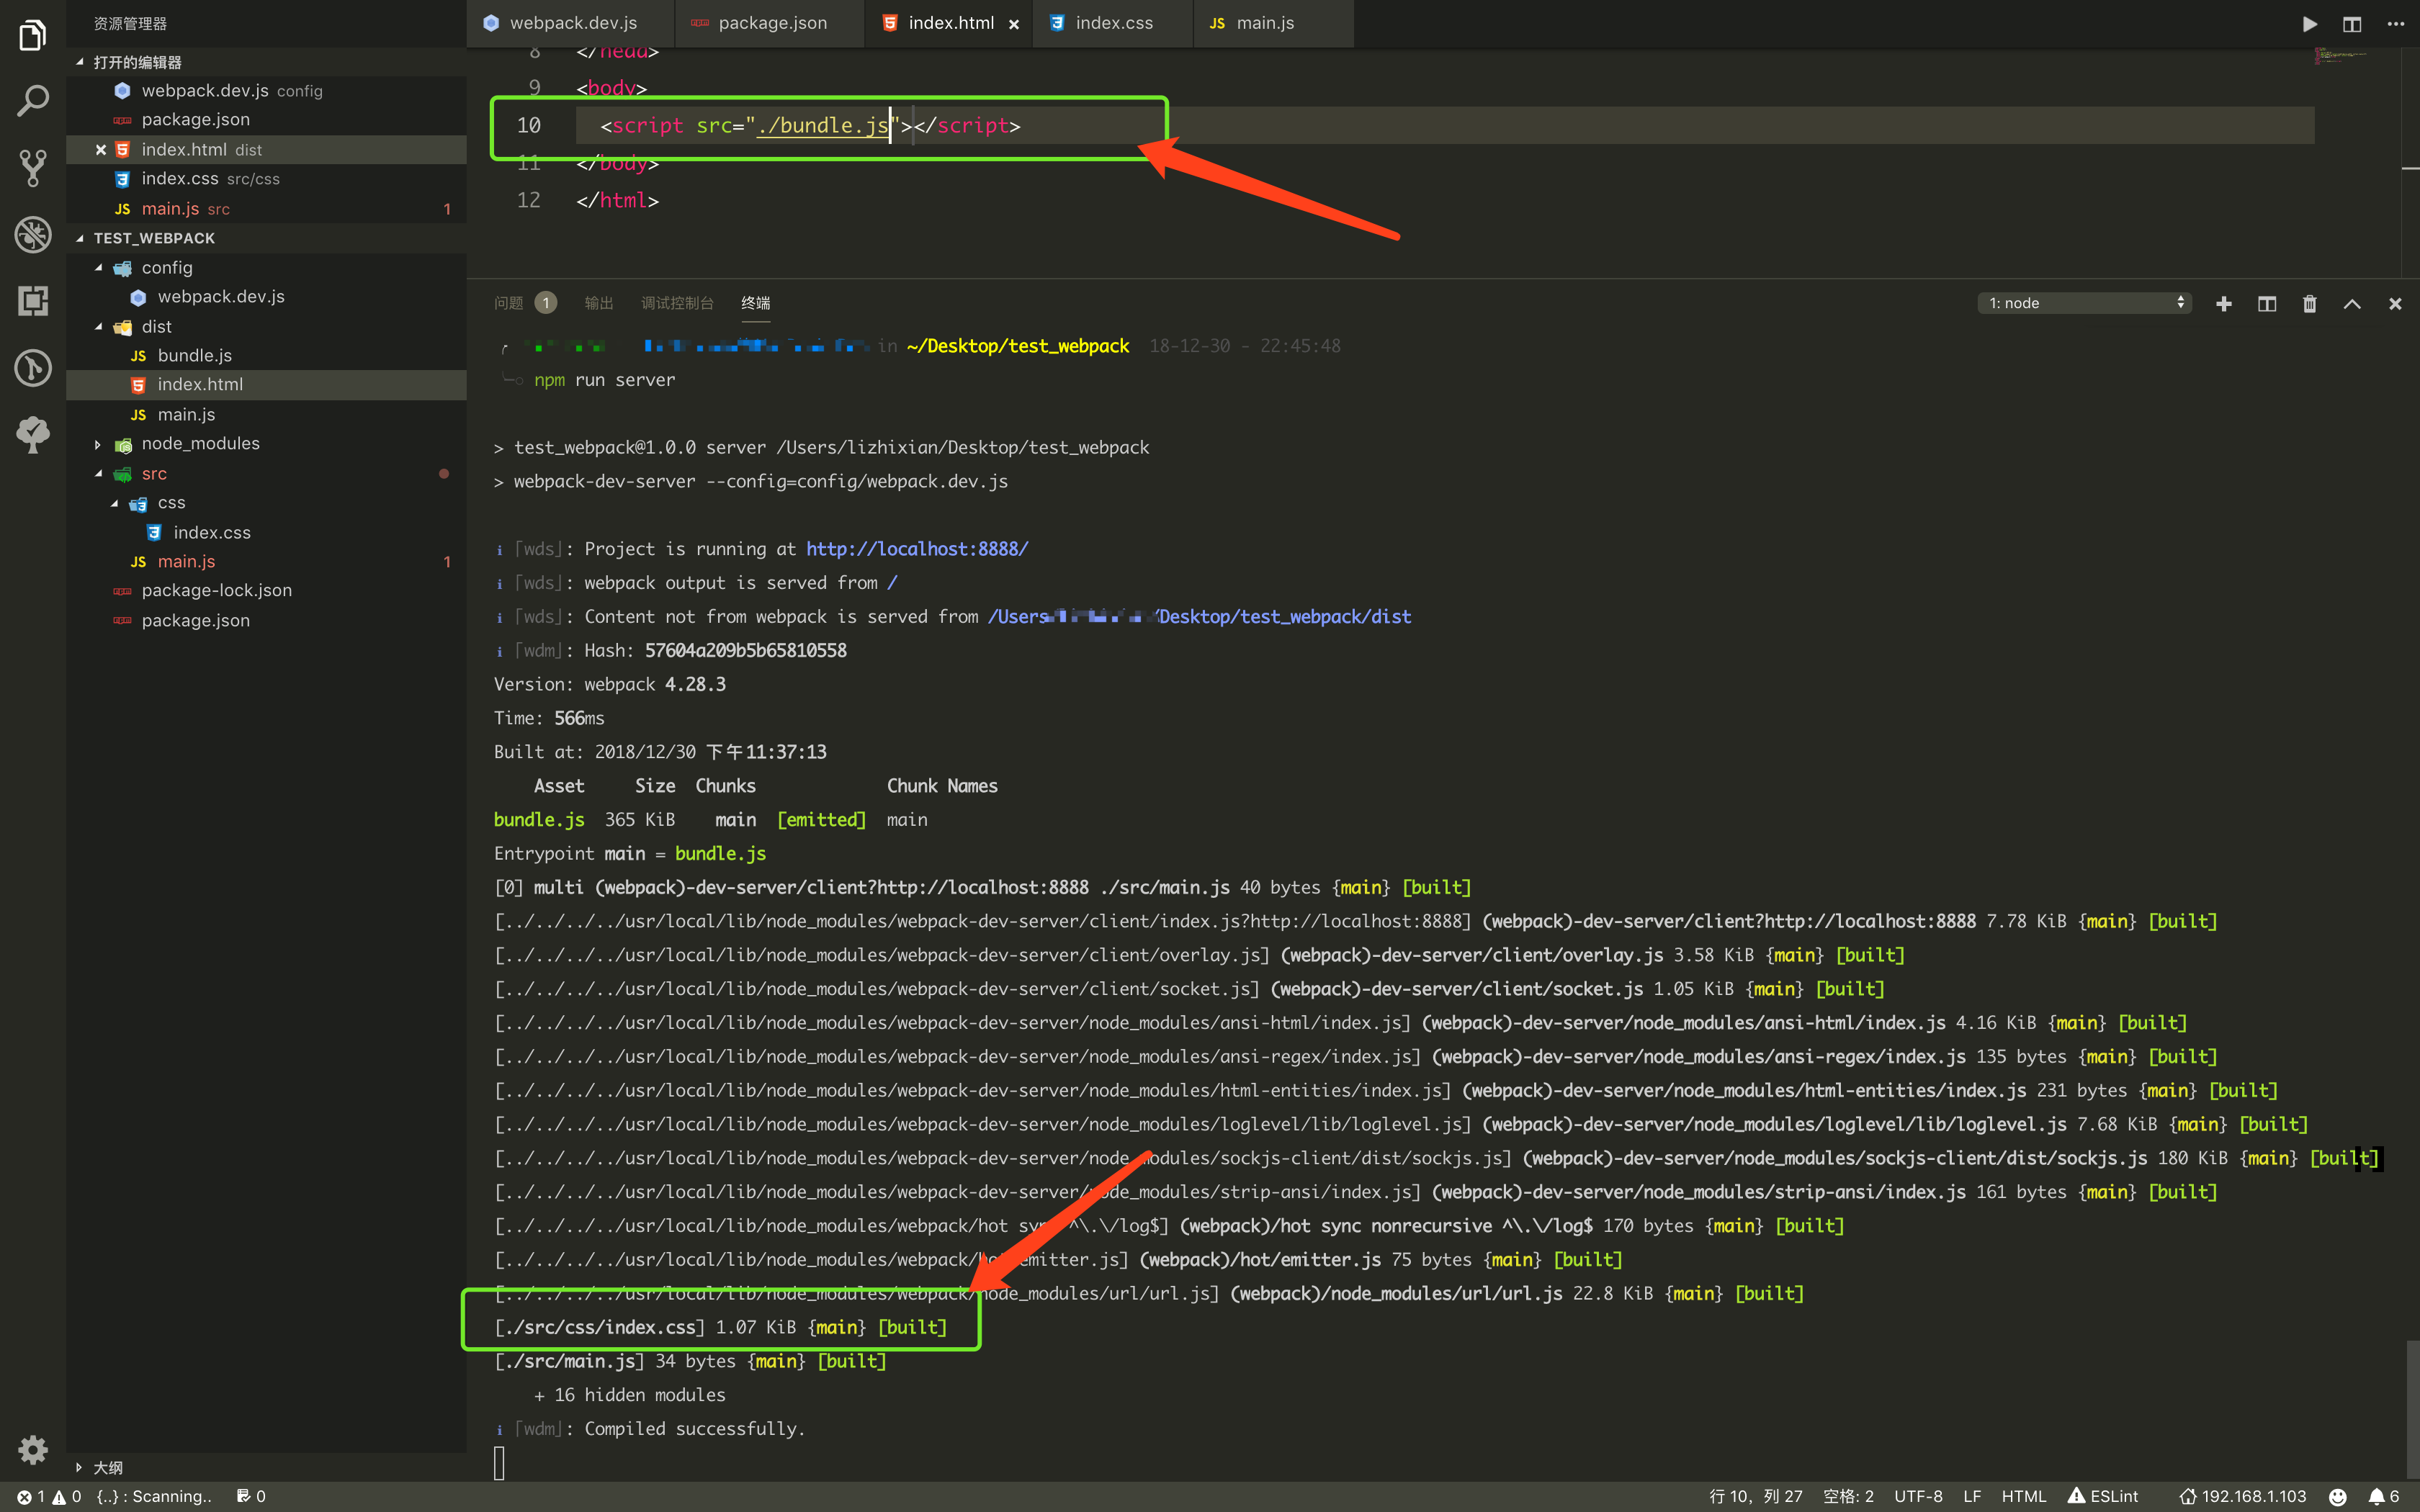 资源管理器
打开的编辑器
webpack.dev.js config
package.json
index.html dist
index.css src/css
JS main.js src 1
TEST_WEBPACK
config
webpack.dev.js
dist
JS bundle.js
index.html
JS main.js
node_modules
src
css
index.css
JS main.js 1
package-lock.json
package.json
大纲
webpack.dev.js package.json index.html index.css JS main.js
8 </head>
9 <body>
10 <script src="./bundle.js"></script>
11 </body>
12 </html>
问题 1 输出 调试控制台 终端 1: node
in ~/Desktop/test_webpack 18-12-30 - 22:45:48
npm run server
> test_webpack@1.0.0 server /Users/lizhixian/Desktop/test_webpack
> webpack-dev-server --config=config/webpack.dev.js
i ｢wds｣: Project is running at http://localhost:8888/
i ｢wds｣: webpack output is served from /
i ｢wds｣: Content not from webpack is served from /Users Desktop/test_webpack/dist
i ｢wdm｣: Hash: 57604a209b5b65810558
Version: webpack 4.28.3
Time: 566ms
Built at: 2018/12/30 下午11:37:13
Asset Size Chunks Chunk Names
bundle.js 365 KiB main [emitted] main
Entrypoint main = bundle.js
[0] multi (webpack)-dev-server/client?http://localhost:8888 ./src/main.js 40 bytes {main} [built]
[../../../../usr/local/lib/node_modules/webpack-dev-server/client/index.js?http://localhost:8888] (webpack)-dev-server/client?http://localhost:8888 7.78 KiB {main} [built]
[../../../../usr/local/lib/node_modules/webpack-dev-server/client/overlay.js] (webpack)-dev-server/client/overlay.js 3.58 KiB {main} [built]
[../../../../usr/local/lib/node_modules/webpack-dev-server/client/socket.js] (webpack)-dev-server/client/socket.js 1.05 KiB {main} [built]
[../../../../usr/local/lib/node_modules/webpack-dev-server/node_modules/ansi-html/index.js] (webpack)-dev-server/node_modules/ansi-html/index.js 4.16 KiB {main} [built]
[../../../../usr/local/lib/node_modules/webpack-dev-server/node_modules/ansi-regex/index.js] (webpack)-dev-server/node_modules/ansi-regex/index.js 135 bytes {main} [built]
[../../../../usr/local/lib/node_modules/webpack-dev-server/node_modules/html-entities/index.js] (webpack)-dev-server/node_modules/html-entities/index.js 231 bytes {main} [built]
[../../../../usr/local/lib/node_modules/webpack-dev-server/node_modules/loglevel/lib/loglevel.js] (webpack)-dev-server/node_modules/loglevel/lib/loglevel.js 7.68 KiB {main} [built]
[../../../../usr/local/lib/node_modules/webpack-dev-server/node_modules/sockjs-client/dist/sockjs.js] (webpack)-dev-server/node_modules/sockjs-client/dist/sockjs.js 180 KiB {main} [built]
[../../../../usr/local/lib/node_modules/webpack-dev-server/node_modules/strip-ansi/index.js] (webpack)-dev-server/node_modules/strip-ansi/index.js 161 bytes {main} [built]
[../../../../usr/local/lib/node_modules/webpack/hot sync ^\.\/log$] (webpack)/hot sync nonrecursive ^\.\/log$ 170 bytes {main} [built]
[../../../../usr/local/lib/node_modules/webpack/hot/emitter.js] (webpack)/hot/emitter.js 75 bytes {main} [built]
[../../../../usr/local/lib/node_modules/webpack/node_modules/url/url.js] (webpack)/node_modules/url/url.js 22.8 KiB {main} [built]
[./src/css/index.css] 1.07 KiB {main} [built]
[./src/main.js] 34 bytes {main} [built]
+ 16 hidden modules
i ｢wdm｣: Compiled successfully.
1 0 {..} : Scanning.. 0 行 10，列 27 空格: 2 UTF-8 LF HTML ESLint 192.168.1.103 6